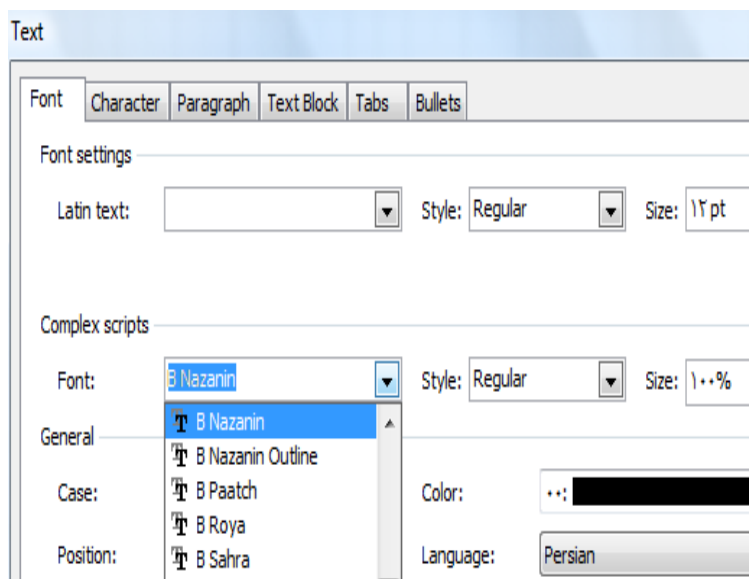 Text
Font Character Paragraph Text Block Tabs Bullets
Font settings
Latin text: Style: Regular Size: ۱۲ pt
Complex scripts
Font: B Nazanin Style: Regular Size: ۱۰۰%
B Nazanin
General
B Nazanin Outline
Case: B Paatch Color: ۰۰:
B Roya
Position: B Sahra Language: Persian